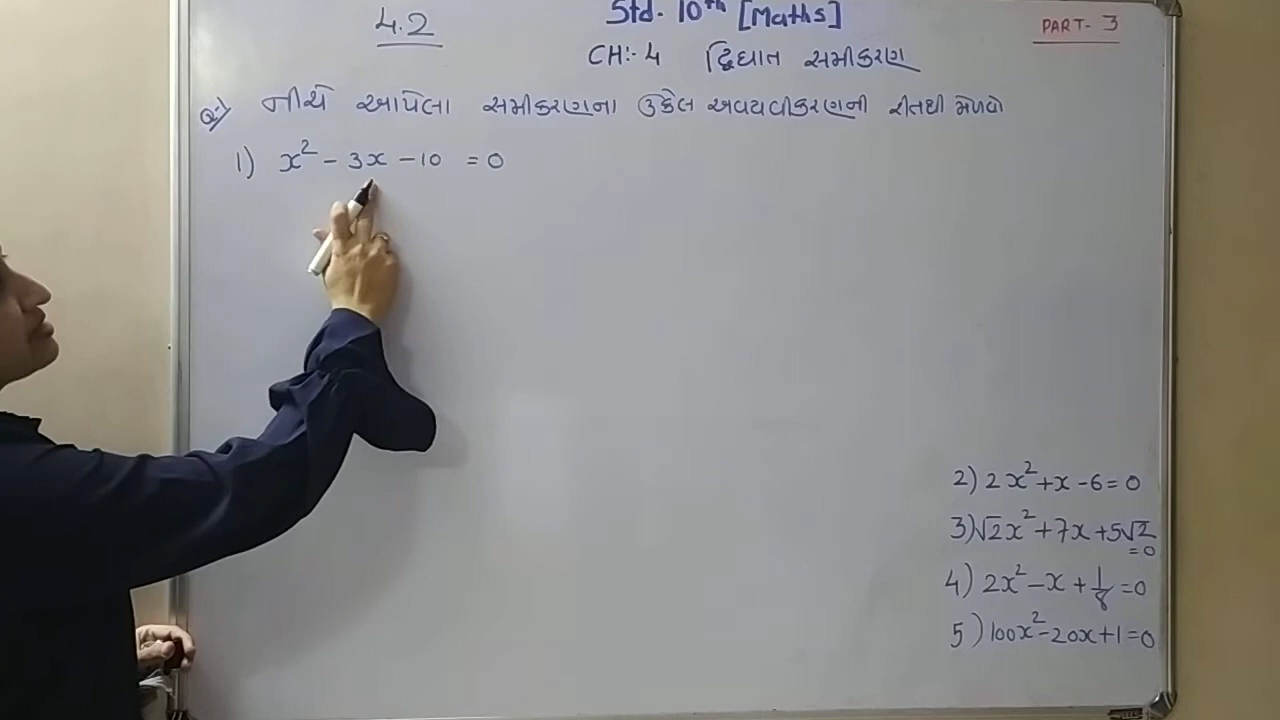 4.2
Std. 10th [Maths]
PART- 3
CH:- 4 દ્વિઘાત સમીકરણ
Q:1) નીચે આપેલા સમીકરણના ઉકેલ અવયવીકરણની રીતથી મેળવો
1) x² - 3x - 10 = 0
2) 2x² + x - 6 = 0
3) √2x² + 7x + 5√2
= 0
4) 2x² - x + 1/8 = 0
5) 100x² - 20x + 1 = 0